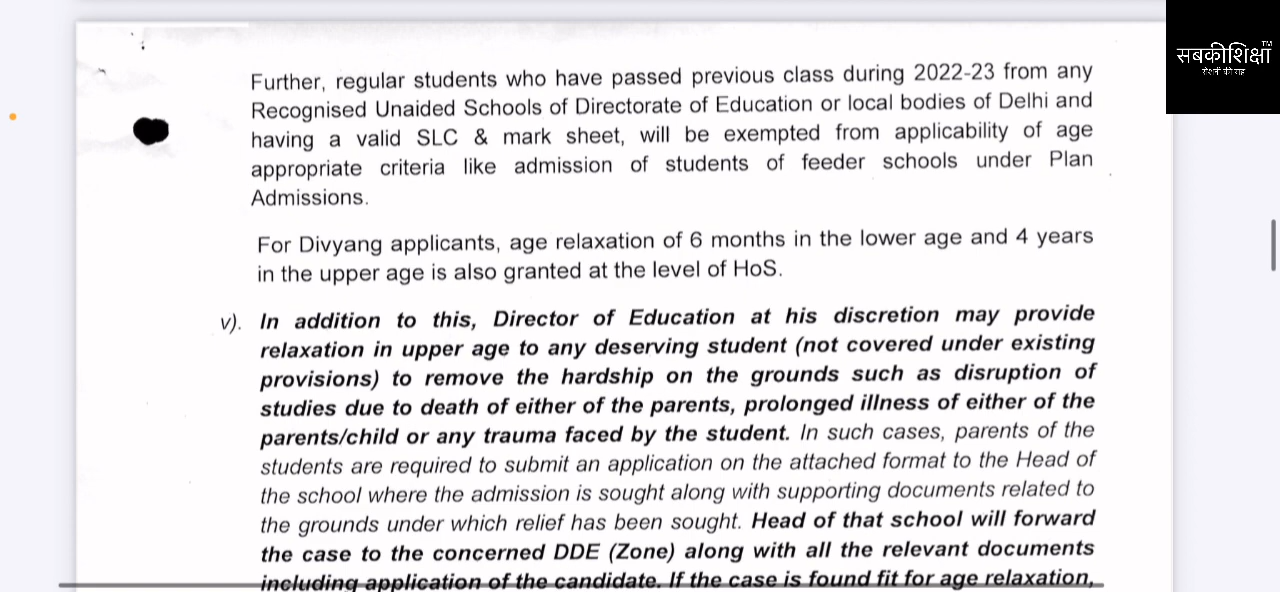 सबकीशिक्षा™
रोशनी की राह
Further, regular students who have passed previous class during 2022-23 from any
Recognised Unaided Schools of Directorate of Education or local bodies of Delhi and
having a valid SLC & mark sheet, will be exempted from applicability of age
appropriate criteria like admission of students of feeder schools under Plan
Admissions.
For Divyang applicants, age relaxation of 6 months in the lower age and 4 years
in the upper age is also granted at the level of HoS.
v). In addition to this, Director of Education at his discretion may provide
relaxation in upper age to any deserving student (not covered under existing
provisions) to remove the hardship on the grounds such as disruption of
studies due to death of either of the parents, prolonged illness of either of the
parents/child or any trauma faced by the student. In such cases, parents of the
students are required to submit an application on the attached format to the Head of
the school where the admission is sought along with supporting documents related to
the grounds under which relief has been sought. Head of that school will forward
the case to the concerned DDE (Zone) along with all the relevant documents
including application of the candidate. If the case is found fit for age relaxation,